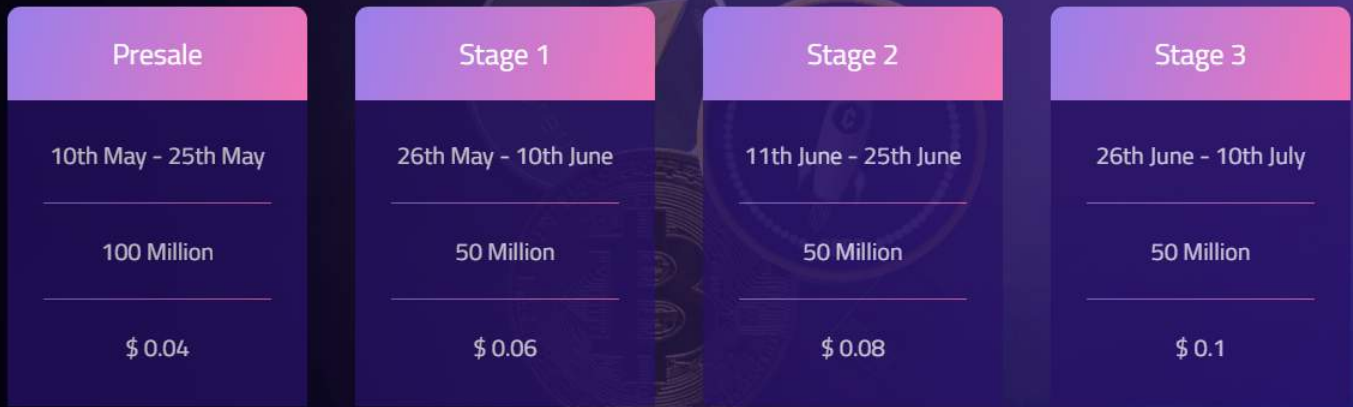 Presale
10th May - 25th May
100 Million
$ 0.04
Stage 1
26th May - 10th June
50 Million
$ 0.06
Stage 2
11th June - 25th June
50 Million
$ 0.08
Stage 3
26th June - 10th July
50 Million
$ 0.1